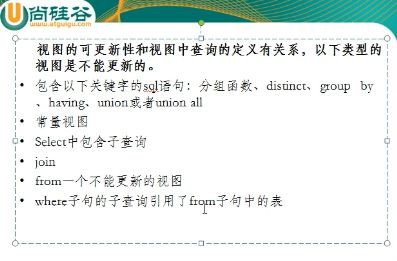 尚硅谷
www.atguigu.com
视图的可更新性和视图中查询的定义有关系，以下类型的
视图是不能更新的。
• 包含以下关键字的sql语句：分组函数、distinct、group by
、having、union或者union all
• 常量视图
• Select中包含子查询
• join
• from一个不能更新的视图
• where子句的子查询引用了from子句中的表